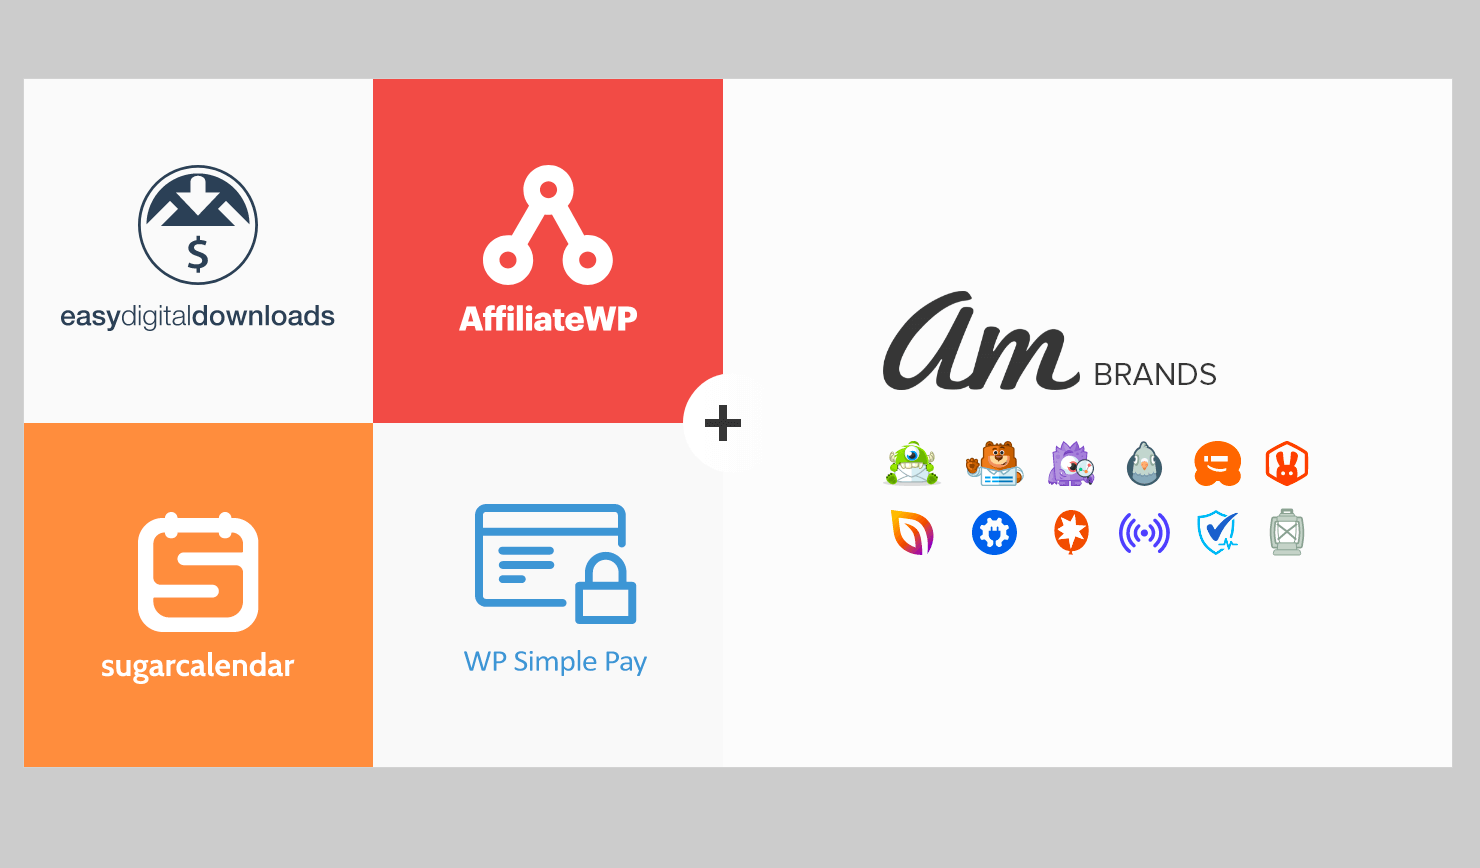 $
easydigitaldownloads
AffiliateWP
sugarcalendar
WP Simple Pay
+
am BRANDS